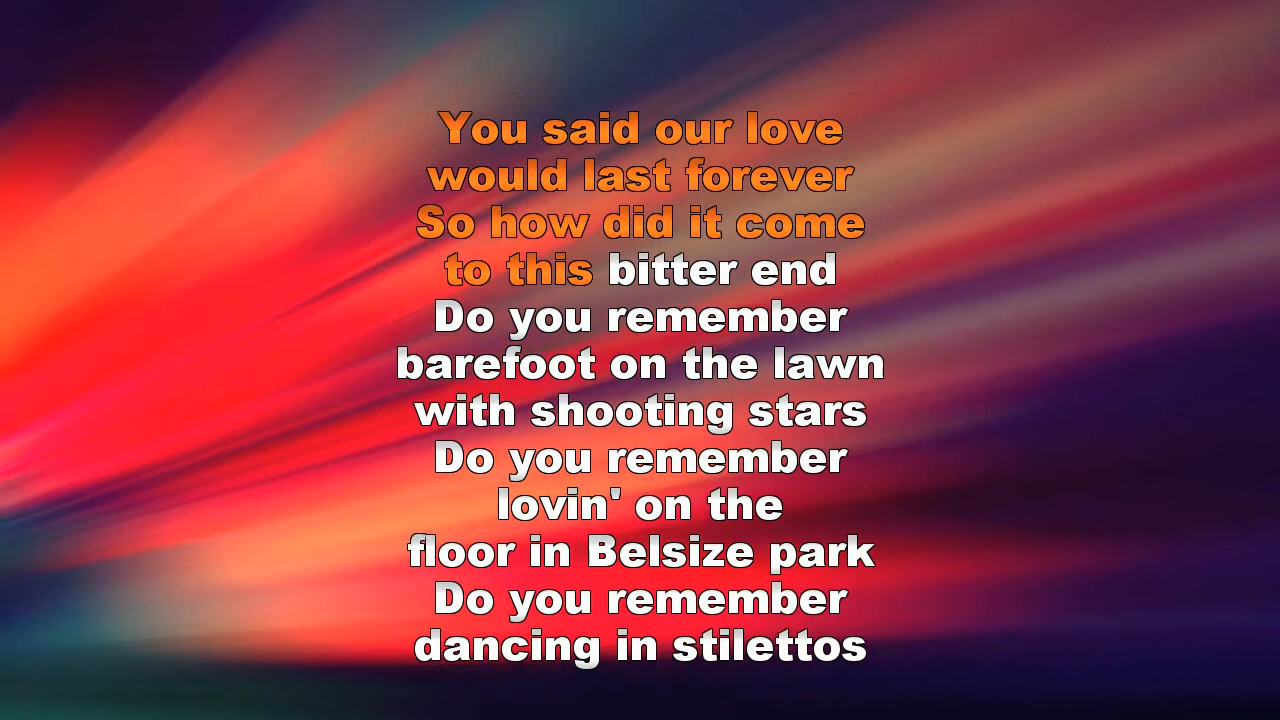 You said our love
would last forever
So how did it come
to this bitter end
Do you remember
barefoot on the lawn
with shooting stars
Do you remember
lovin' on the
floor in Belsize park
Do you remember
dancing in stilettos